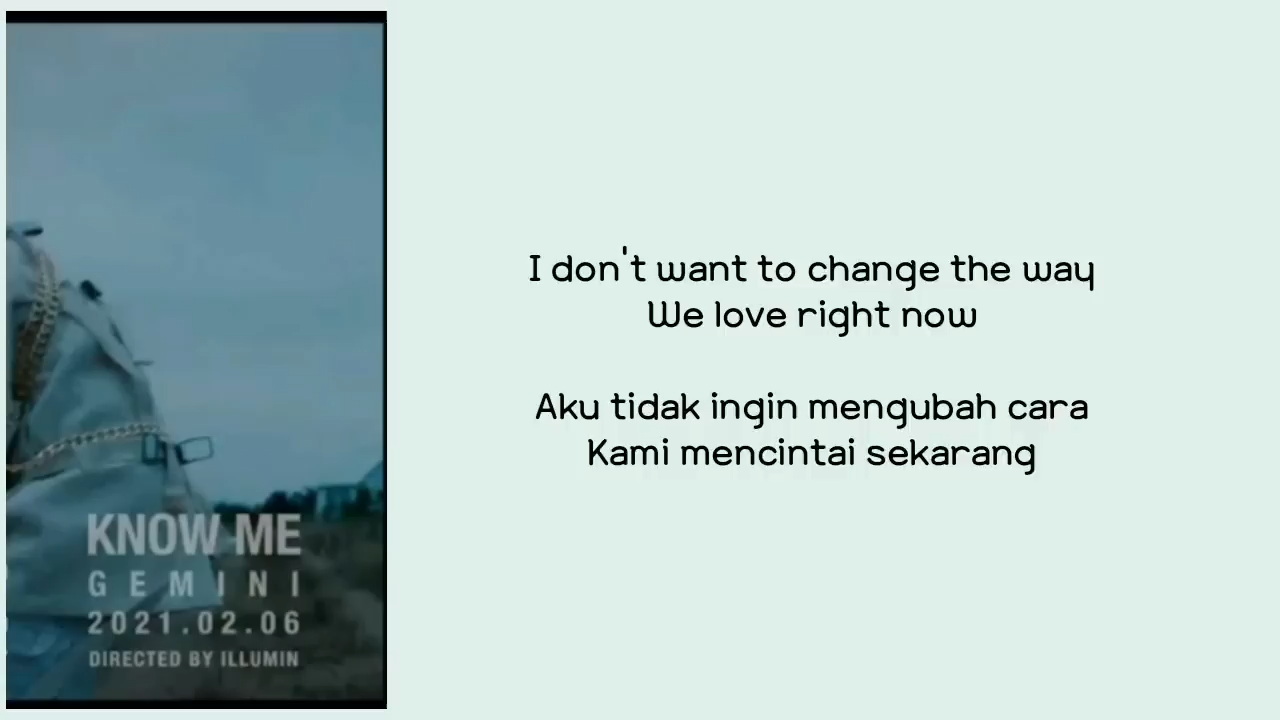 KNOW ME
GEMINI
2021.02.06
DIRECTED BY ILLUMIN
I don't want to change the way
We love right now
Aku tidak ingin mengubah cara
Kami mencintai sekarang